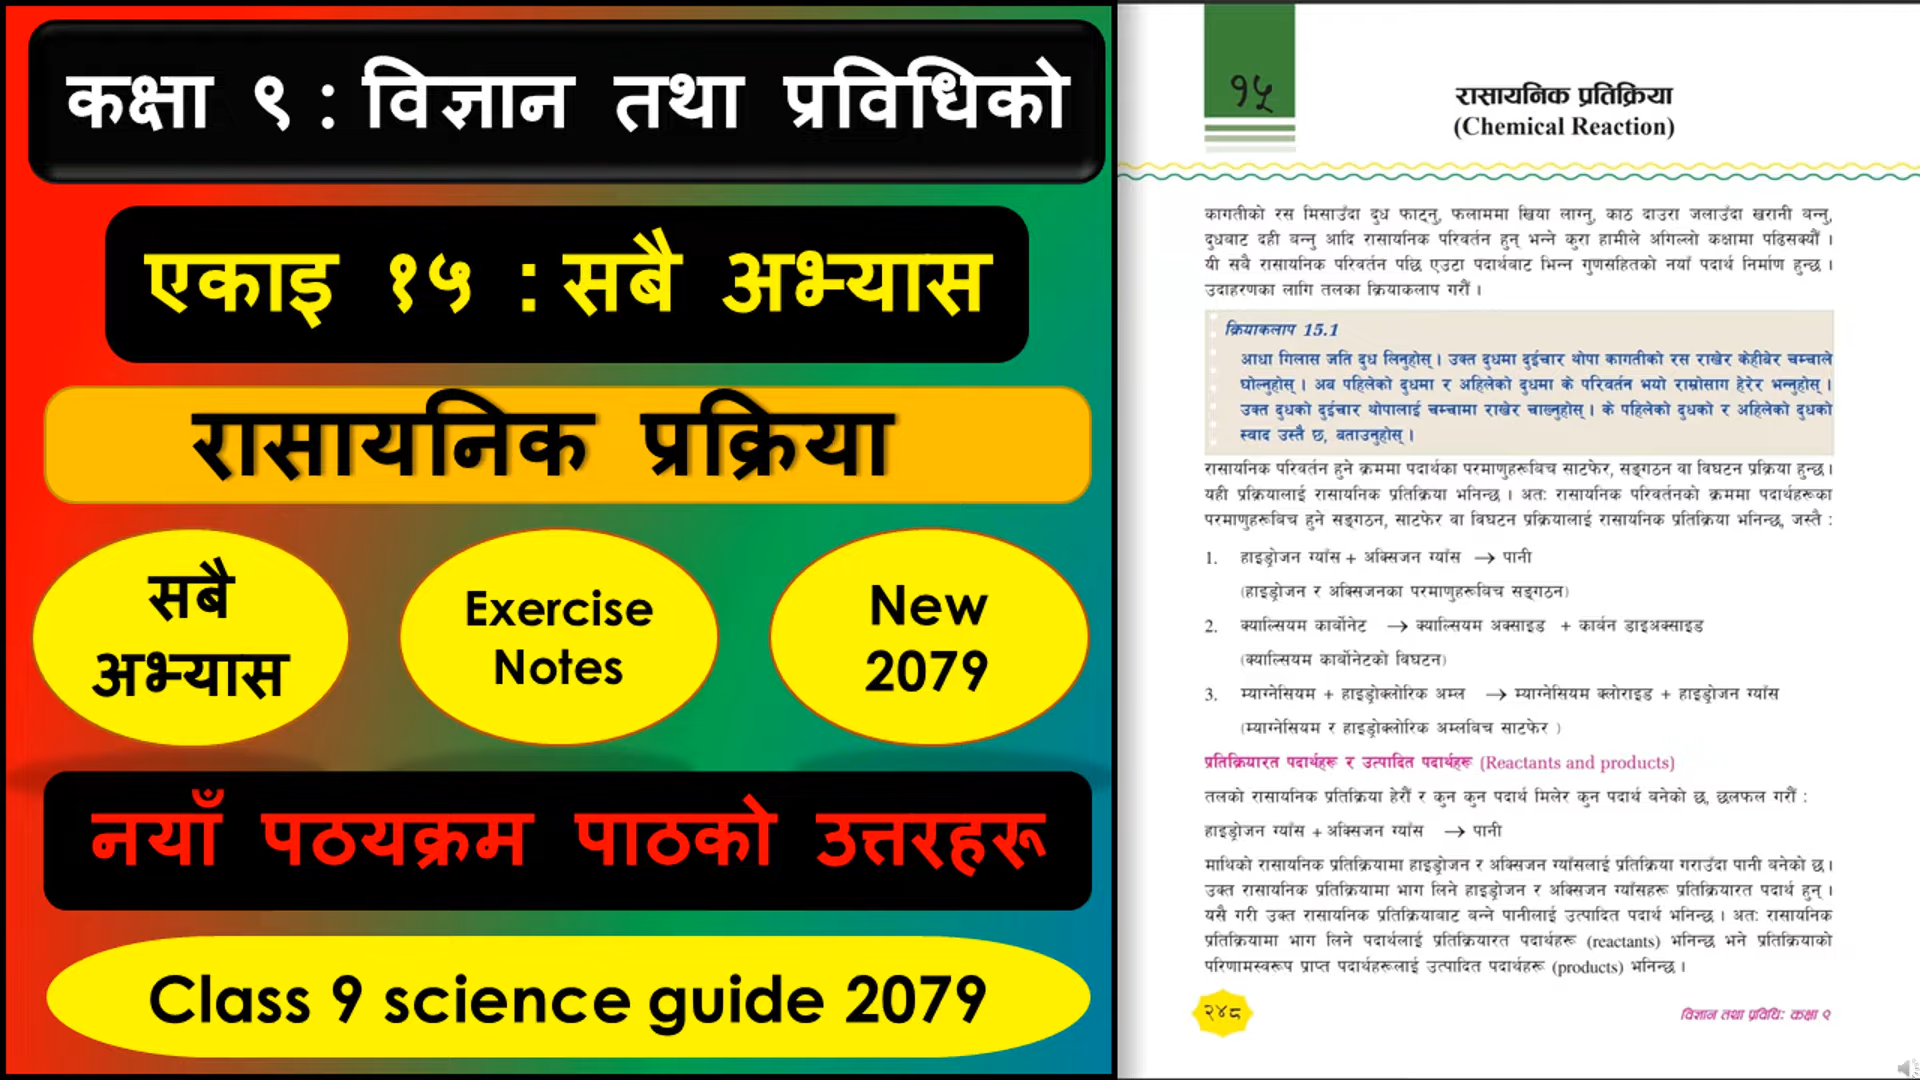 कक्षा ९ : विज्ञान तथा प्रविधिको
एकाइ १५ : सबै अभ्यास
रासायनिक प्रक्रिया
सबै
अभ्यास
Exercise
Notes
New
2079
नयाँ पठयक्रम पाठको उत्तरहरू
Class 9 science guide 2079
१५
रासायनिक प्रतिक्रिया
(Chemical Reaction)
कागतीको रस मिसाउँदा दुध फाट्नु, फलाममा खिया लाग्नु, काठ दाउरा जलाउँदा खरानी बन्नु,
दुधबाट दही बन्नु आदि रासायनिक परिवर्तन हुन् भन्ने कुरा हामीले अगिल्लो कक्षामा पढिसक्यौँ ।
यी सबै रासायनिक परिवर्तन पछि एउटा पदार्थबाट भिन्न गुणसहितको नयाँ पदार्थ निर्माण हुन्छ ।
उदाहरणका लागि तलका क्रियाकलाप गरौँ ।
क्रियाकलाप 15.1
आधा गिलास जति दुध लिनुहोस् । उक्त दुधमा दुईचार थोपा कागतीको रस राखेर केहीबेर चम्चाले
घोल्नुहोस् । अब पहिलेको दुधमा र अहिलेको दुधमा के परिवर्तन भयो राम्रोसाग हेरेर भन्नुहोस् ।
उक्त दुधको दुईचार थोपालाई चम्चामा राखेर चाख्नुहोस् । के पहिलेको दुधको र अहिलेको दुधको
स्वाद उस्तै छ, बताउनुहोस् ।
रासायनिक परिवर्तन हुने क्रममा पदार्थका परमाणुहरूबिच साटफेर, सङ्गठन वा विघटन प्रक्रिया हुन्छ ।
यही प्रक्रियालाई रासायनिक प्रतिक्रिया भनिन्छ । अतः रासायनिक परिवर्तनको क्रममा पदार्थहरूका
परमाणुहरूबिच हुने सङ्गठन, साटफेर वा विघटन प्रक्रियालाई रासायनिक प्रतिक्रिया भनिन्छ, जस्तै :
1. हाइड्रोजन ग्याँस + अक्सिजन ग्याँस → पानी
(हाइड्रोजन र अक्सिजनका परमाणुहरूबिच सङ्गठन)
2. क्याल्सियम कार्बोनेट → क्याल्सियम अक्साइड + कार्बन डाइअक्साइड
(क्याल्सियम कार्बोनेटको विघटन)
3. म्याग्नेसियम + हाइड्रोक्लोरिक अम्ल → म्याग्नेसियम क्लोराइड + हाइड्रोजन ग्याँस
(म्याग्नेसियम र हाइड्रोक्लोरिक अम्लबिच साटफेर )
प्रतिक्रियारत पदार्थहरू र उत्पादित पदार्थहरू (Reactants and products)
तलको रासायनिक प्रतिक्रिया हेरौँ र कुन कुन पदार्थ मिलेर कुन पदार्थ बनेको छ, छलफल गरौँ :
हाइड्रोजन ग्याँस + अक्सिजन ग्याँस → पानी
माथिको रासायनिक प्रतिक्रियामा हाइड्रोजन र अक्सिजन ग्याँसलाई प्रतिक्रिया गराउँदा पानी बनेको छ ।
उक्त रासायनिक प्रतिक्रियामा भाग लिने हाइड्रोजन र अक्सिजन ग्याँसहरू प्रतिक्रियारत पदार्थ हुन् ।
यसै गरी उक्त रासायनिक प्रतिक्रियाबाट बन्ने पानीलाई उत्पादित पदार्थ भनिन्छ । अतः रासायनिक
प्रतिक्रियामा भाग लिने पदार्थलाई प्रतिक्रियारत पदार्थहरू (reactants) भनिन्छ भने प्रतिक्रियाको
परिणामस्वरूप प्राप्त पदार्थहरूलाई उत्पादित पदार्थहरू (products) भनिन्छ ।
२४८
विज्ञान तथा प्रविधि: कक्षा ९